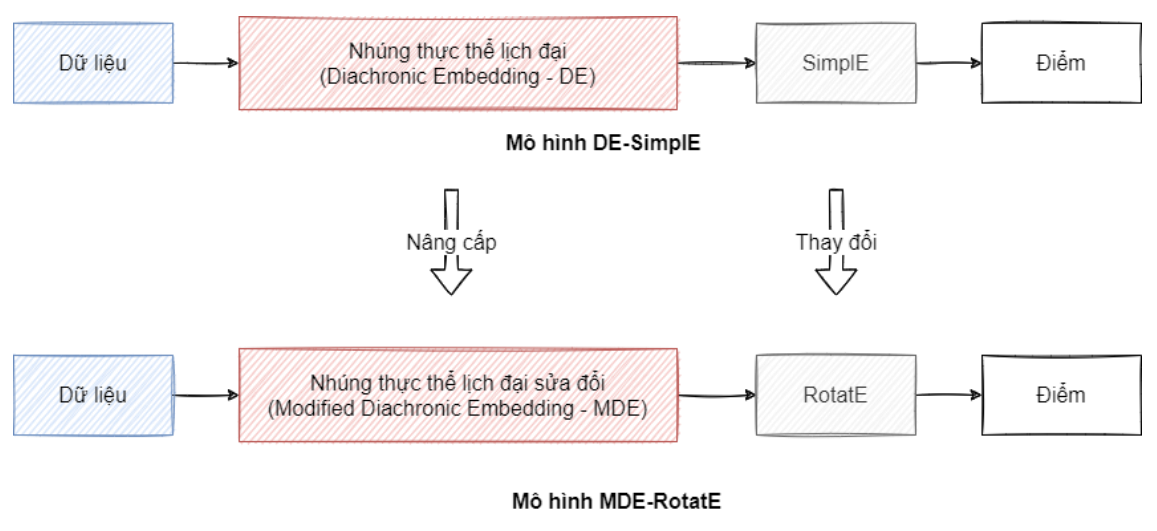 Dữ liệu
Nhúng thực thể lịch đại
(Diachronic Embedding - DE)
SimplE
Điểm
Mô hình DE-SimplE
Nâng cấp
Thay đổi
Dữ liệu
Nhúng thực thể lịch đại sửa đổi
(Modified Diachronic Embedding - MDE)
RotatE
Điểm
Mô hình MDE-RotatE